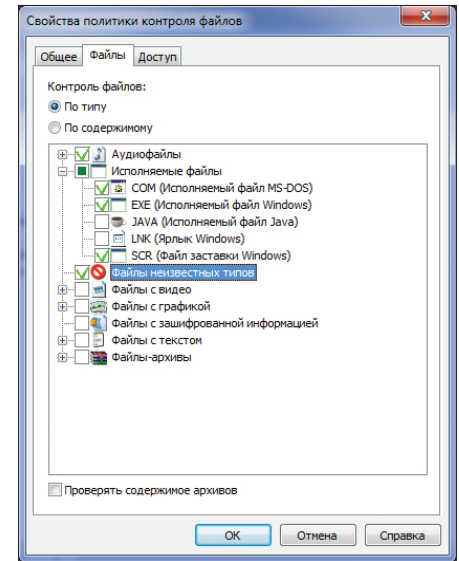 Свойства политики контроля файлов
Общее Файлы Доступ
Контроль файлов:
По типу
По содержимому
Аудиофайлы
Исполняемые файлы
COM (Исполняемый файл MS-DOS)
EXE (Исполняемый файл Windows)
JAVA (Исполняемый файл Java)
LNK (Ярлык Windows)
SCR (Файл заставки Windows)
Файлы неизвестных типов
Файлы с видео
Файлы с графикой
Файлы с зашифрованной информацией
Файлы с текстом
Файлы-архивы
Проверять содержимое архивов
ОК Отмена Справка